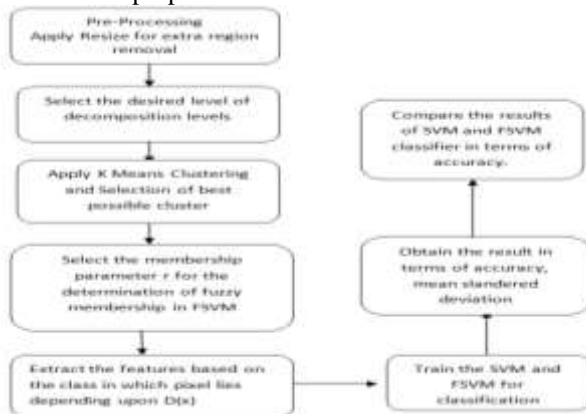 Pre-Processing
Apply Resize for extra region
removal
Select the desired level of
decomposition levels
Apply K Means Clustering
and Selection of best
possible cluster
Select the membership
parameter r for the
determination of fuzzy
membership in FSVM
Extract the features based on
the class in which pixel lies
depending upon D(x)
Train the SVM and
FSVM for
classification
Obtain the result in
terms of accuracy,
mean slandered
deviation
Compare the results
of SVM and FSVM
classifier in terms of
accuracy.